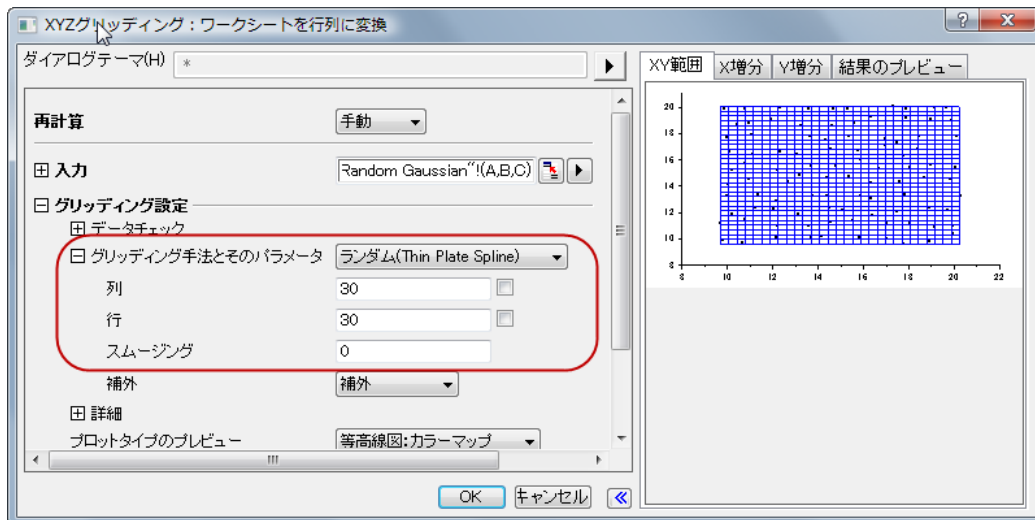 XYZグリッディング：ワークシートを行列に変換
ダイアログテーマ(H) *
再計算 手動
入力 Random Gaussian"!(A,B,C)
グリッディング設定
データチェック
グリッディング手法とそのパラメータ ランダム(Thin Plate Spline)
列 30
行 30
スムージング 0
補外 補外
詳細
プロットタイプのプレビュー 等高線図:カラーマップ
OK キャンセル
XY範囲 X増分 Y増分 結果のプレビュー
20
18
16
14
12
10
8
8 10 12 14 16 18 20 22